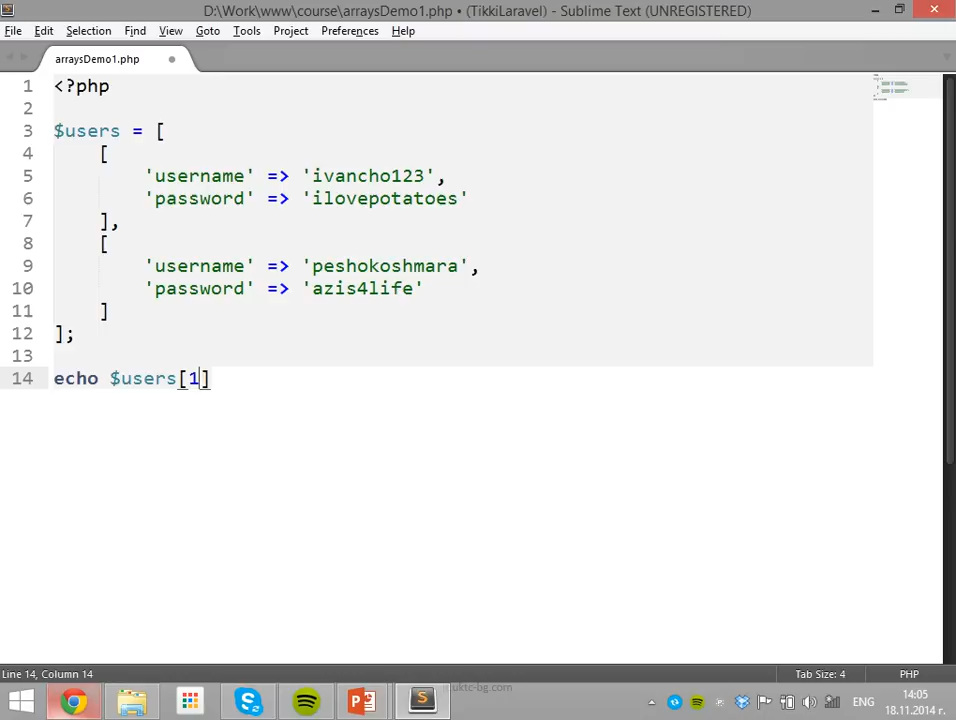 D:\Work\www\course\arraysDemo1.php • (TikkiLaravel) - Sublime Text (UNREGISTERED)
File Edit Selection Find View Goto Tools Project Preferences Help
arraysDemo1.php
1 <?php
2
3 $users = [
4 [
5 'username' => 'ivancho123',
6 'password' => 'ilovepotatoes'
7 ],
8 [
9 'username' => 'peshokoshmara',
10 'password' => 'azis4life'
11 ]
12 ];
13
14 echo $users[1]
Line 14, Column 14 Tab Size: 4 PHP
uktc-bg.com
ENG 14:05
18.11.2014 г.